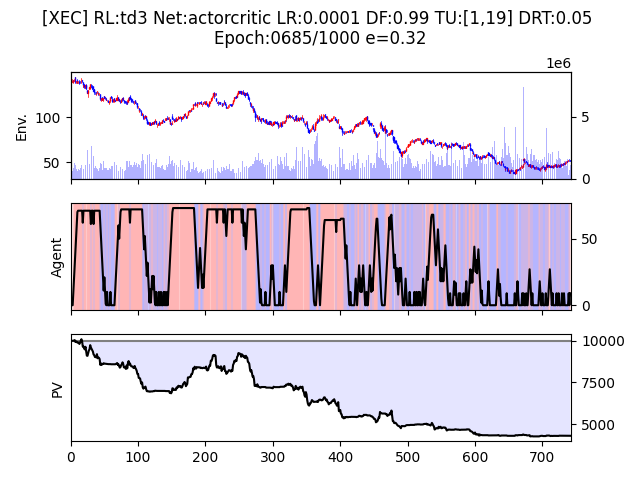 [XEC] RL:td3 Net:actorcritic LR:0.0001 DF:0.99 TU:[1,19] DRT:0.05
Epoch:0685/1000 e=0.32
1e6
Env.
100
50
5
0
Agent
50
0
PV
10000
7500
5000
0 100 200 300 400 500 600 700